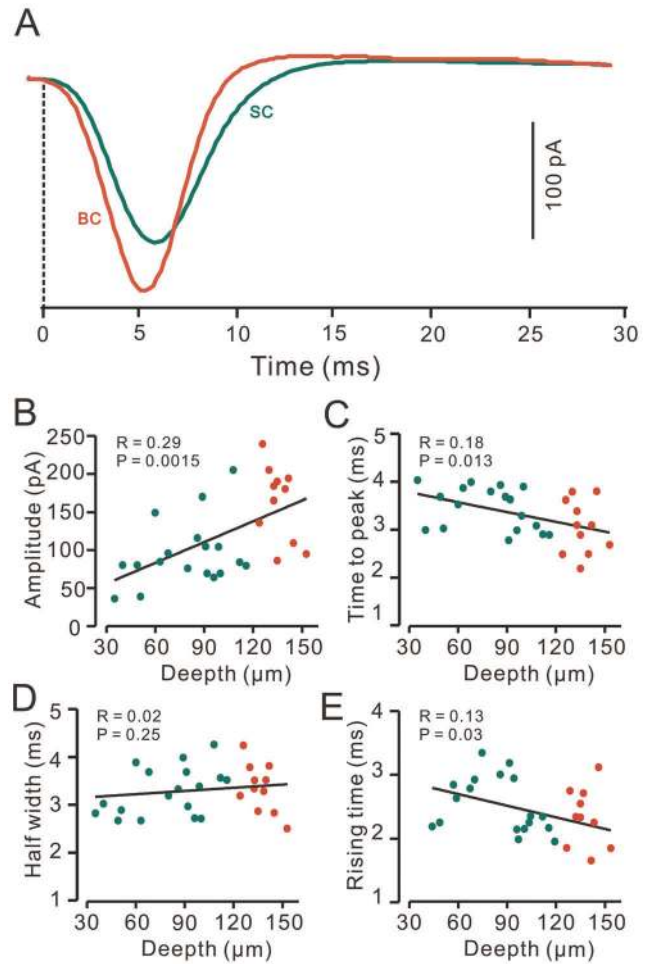 A
BC
SC
100 pA
0 5 10 15 20 25 30
Time (ms)
B
R = 0.29
P = 0.0015
Amplitude (pA)
250
200
150
100
50
0
30 60 90 120 150
Deepth (μm)
C
R = 0.18
P = 0.013
Time to peak (ms)
5
4
3
2
1
30 60 90 120 150
Deepth (μm)
D
R = 0.02
P = 0.25
Half width (ms)
5
4
3
2
1
30 60 90 120 150
Deepth (μm)
E
R = 0.13
P = 0.03
Rising time (ms)
4
3
2
1
30 60 90 120 150
Deepth (μm)